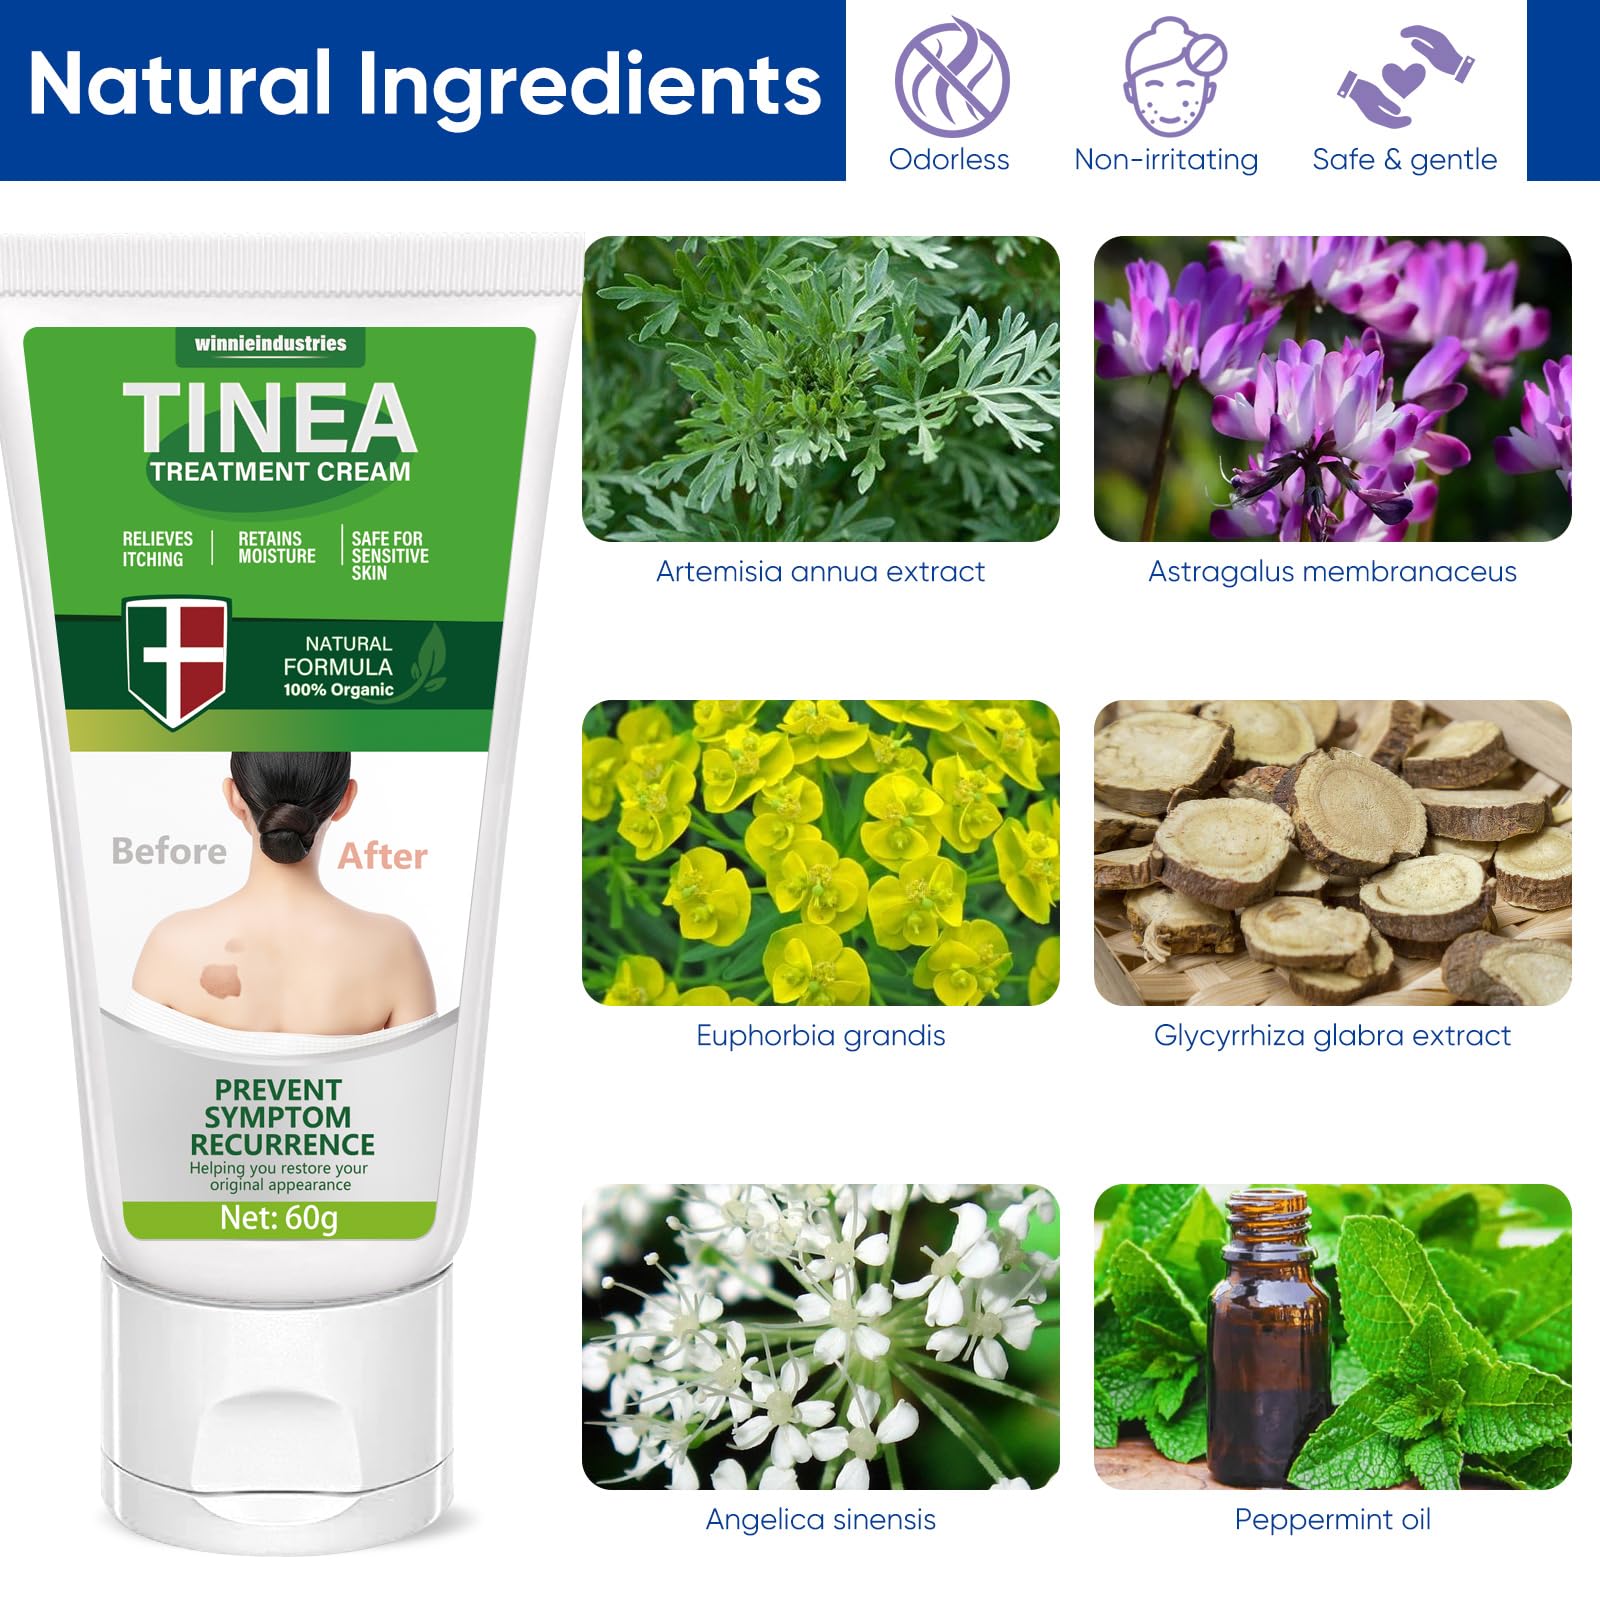 Natural Ingredients
Odorless
Non-irritating
Safe & gentle
winnieindustries
TINEA
TREATMENT CREAM
RELIEVES
ITCHING
RETAINS
MOISTURE
SAFE FOR
SENSITIVE
SKIN
NATURAL
FORMULA
100% Organic
Before
After
PREVENT
SYMPTOM
RECURRENCE
Helping you restore your
original appearance
Net: 60g
Artemisia annua extract
Astragalus membranaceus
Euphorbia grandis
Glycyrrhiza glabra extract
Angelica sinensis
Peppermint oil